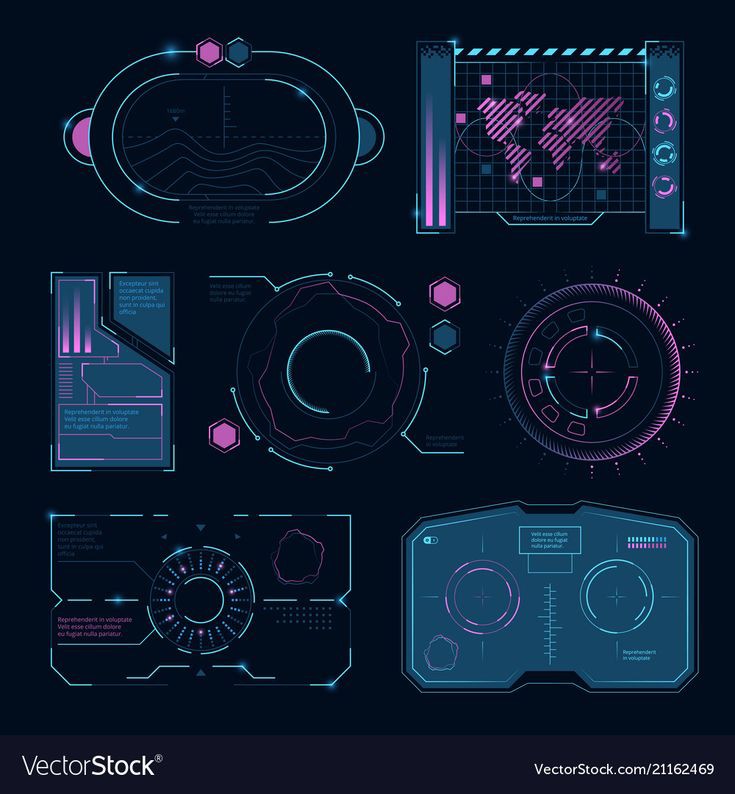 1680m
Reprehenderit in voluptate
Velit esse cillum dolore
eu fugiat nulla pariatur.
Reprehenderit in voluptate
Excepteur sint
occaecat cupida
non proident,
sunt in culpa qui
officia
Reprehenderit in voluptate
Velit esse cillum dolore
eu fugiat nulla pariatur.
Velit esse cillum
dolore eu fugiat
nulla pariatur.
Reprehenderit
in voluptate
Excepteur sint
occaecat cupida
non proident,
sunt in culpa qui
officia
Reprehenderit in voluptate
Velit esse cillum dolore
eu fugiat nulla pariatur.
Velit esse cillum
dolore eu fugiat
nulla pariatur.
Reprehenderit
in voluptate
VectorStock®
VectorStock.com/21162469